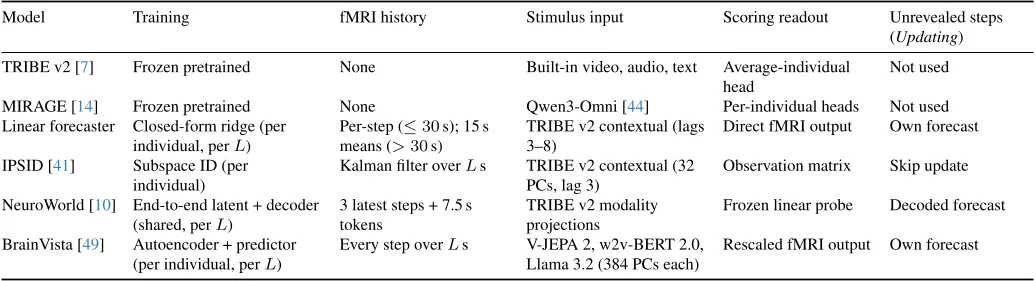 Model Training fMRI history Stimulus input Scoring readout Unrevealed steps
(Updating)
TRIBE v2 [7] Frozen pretrained None Built-in video, audio, text Average-individual Not used
head
MIRAGE [14] Frozen pretrained None Qwen3-Omni [44] Per-individual heads Not used
Linear forecaster Closed-form ridge (per Per-step (≤ 30 s); 15 s TRIBE v2 contextual (lags Direct fMRI output Own forecast
individual, per L) means (> 30 s) 3–8)
IPSID [41] Subspace ID (per Kalman filter over L s TRIBE v2 contextual (32 Observation matrix Skip update
individual) PCs, lag 3)
NeuroWorld [10] End-to-end latent + decoder 3 latest steps + 7.5 s TRIBE v2 modality Frozen linear probe Decoded forecast
(shared, per L) tokens projections
BrainVista [49] Autoencoder + predictor Every step over L s V-JEPA 2, w2v-BERT 2.0, Rescaled fMRI output Own forecast
(per individual, per L) Llama 3.2 (384 PCs each)